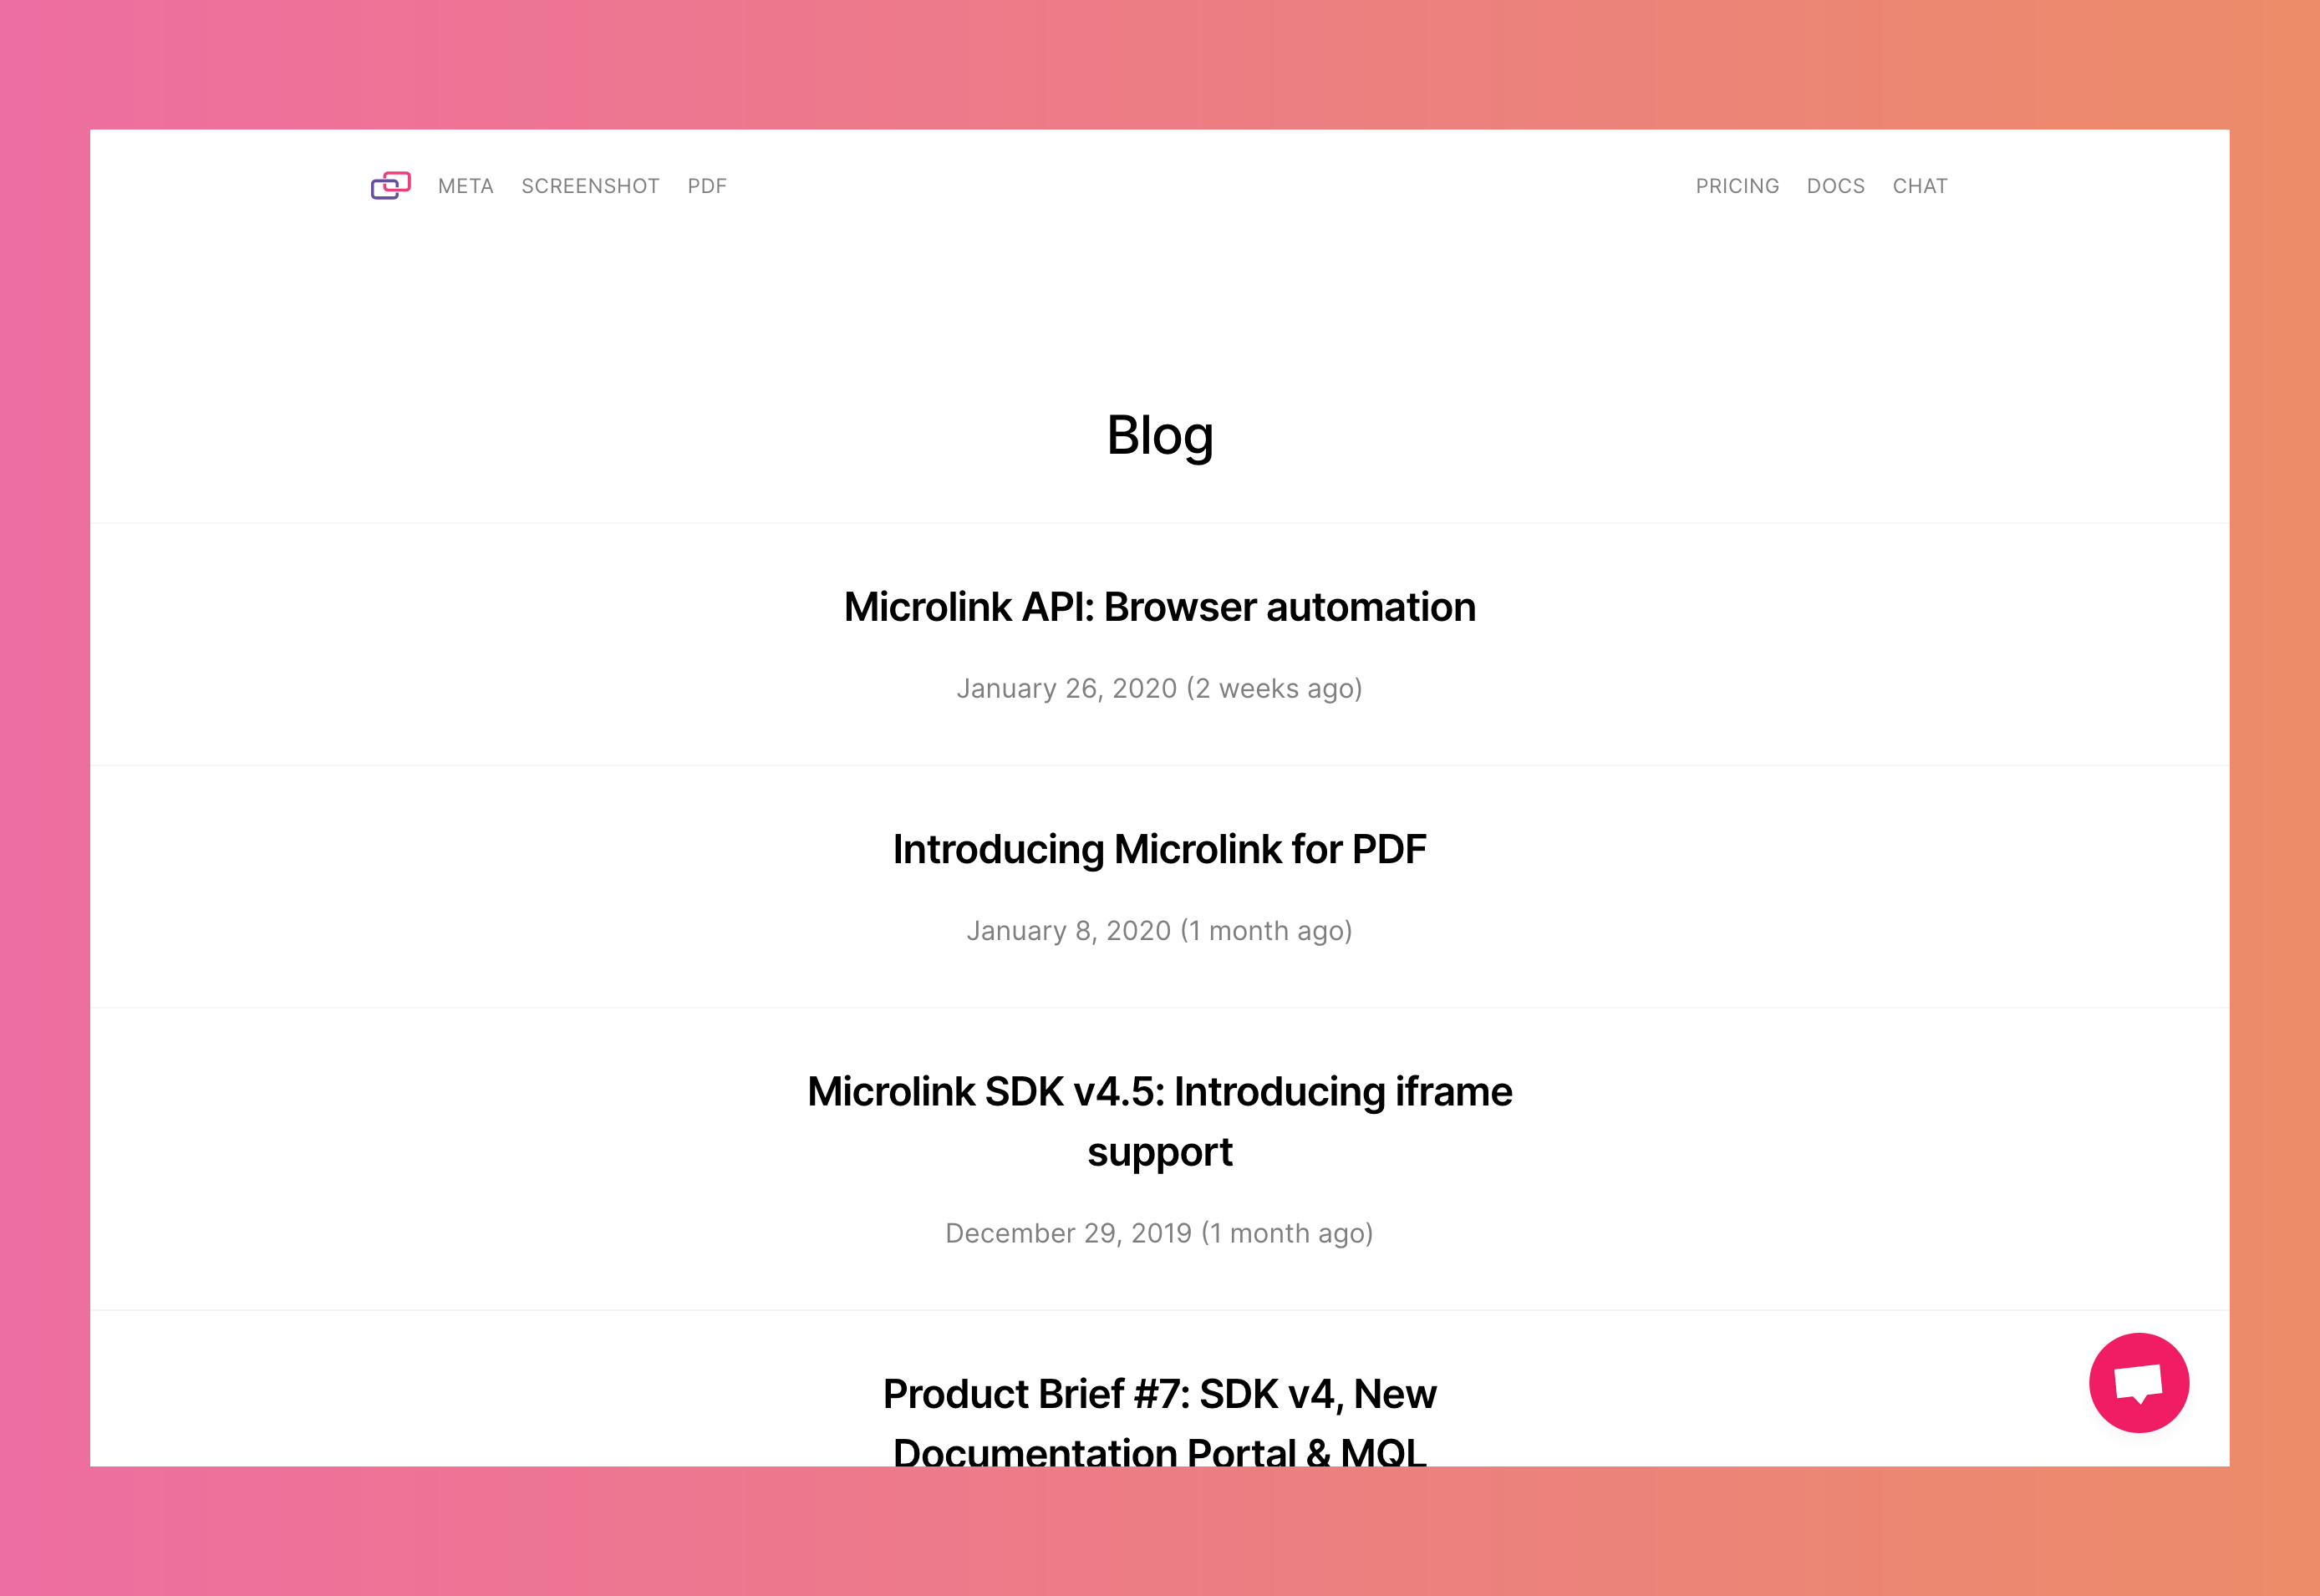 META SCREENSHOT PDF PRICING DOCS CHAT
Blog
Microlink API: Browser automation
January 26, 2020 (2 weeks ago)
Introducing Microlink for PDF
January 8, 2020 (1 month ago)
Microlink SDK v4.5: Introducing iframe
support
December 29, 2019 (1 month ago)
Product Brief #7: SDK v4, New
Documentation Portal & MQL